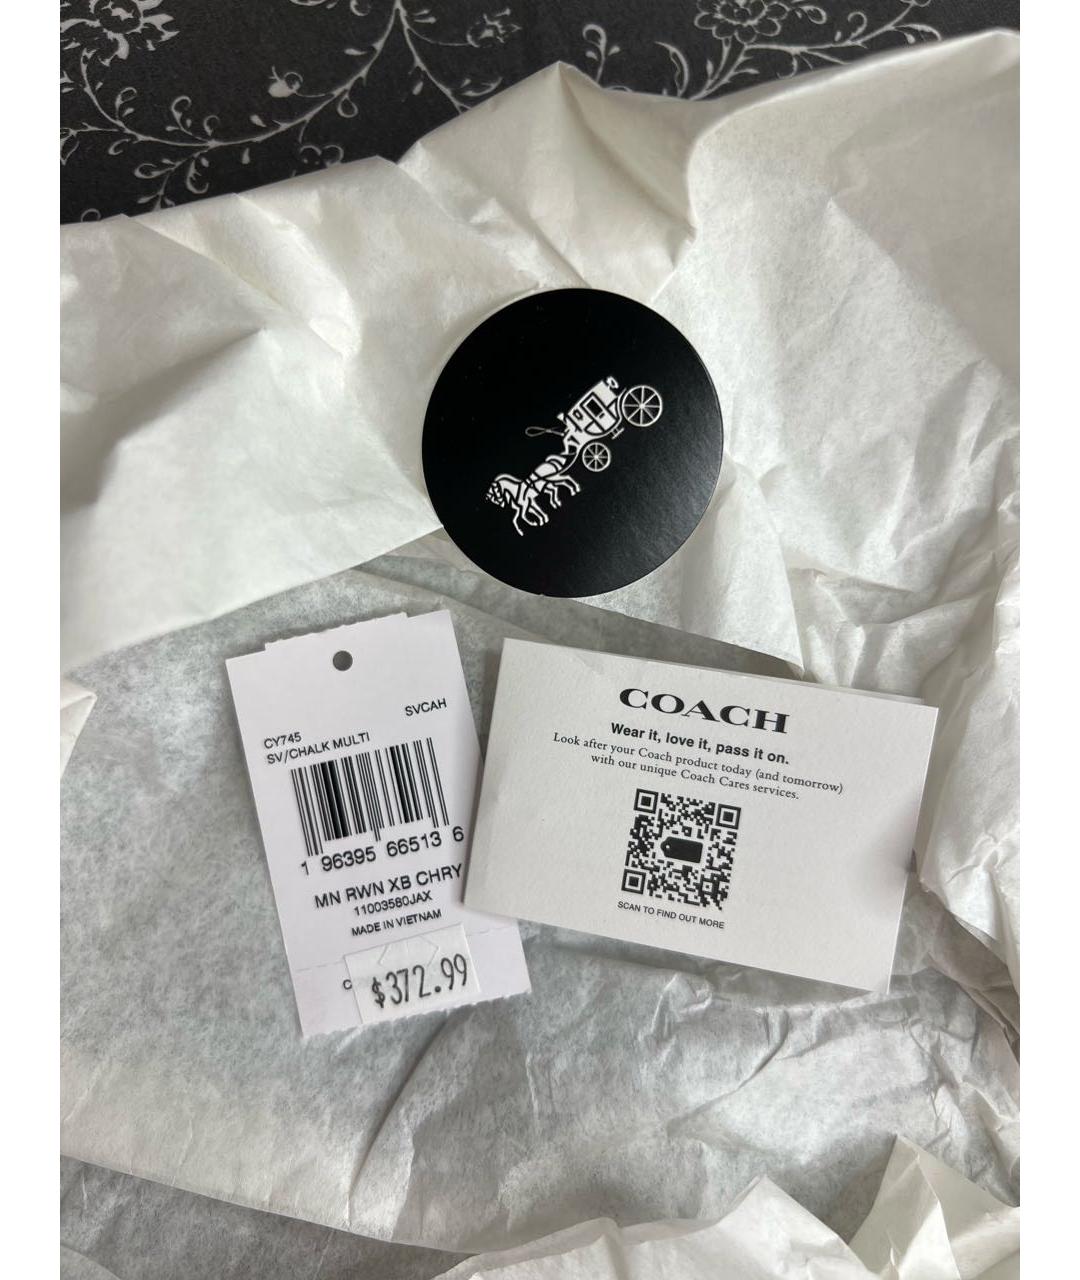 SVCAH
CY745
SV/CHALK MULTI
1 96395 66513 6
MN RWN XB CHRY
11003580JAX
MADE IN VIETNAM
$372.99
COACH
Wear it, love it, pass it on.
Look after your Coach product today (and tomorrow)
with our unique Coach Cares services.
SCAN TO FIND OUT MORE